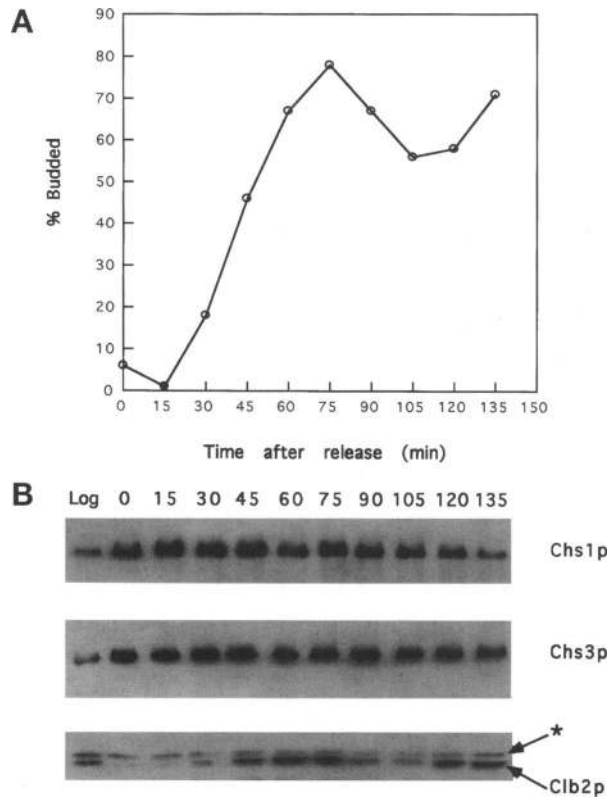 A
90
80
70
60
50
40
30
20
10
0
% Budded
0 15 30 45 60 75 90 105 120 135 150
Time after release (min)
B
Log 0 15 30 45 60 75 90 105 120 135
Chs1p
Chs3p
*
Clb2p